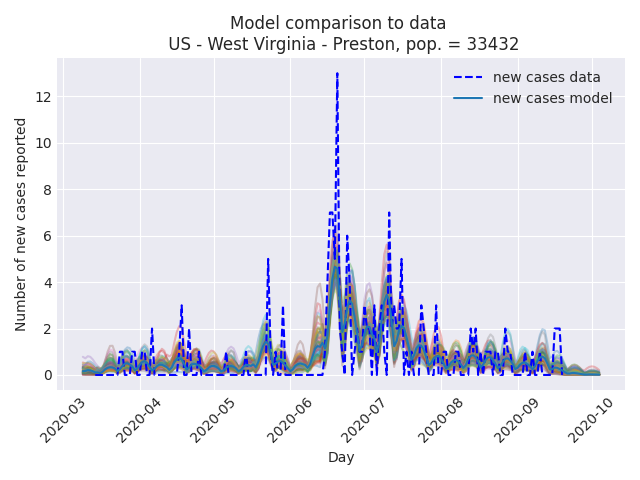 Model comparison to data
US - West Virginia - Preston, pop. = 33432
new cases data
new cases model
Number of new cases reported
12
10
8
6
4
2
0
2020-03
2020-04
2020-05
2020-06
2020-07
2020-08
2020-09
2020-10
Day